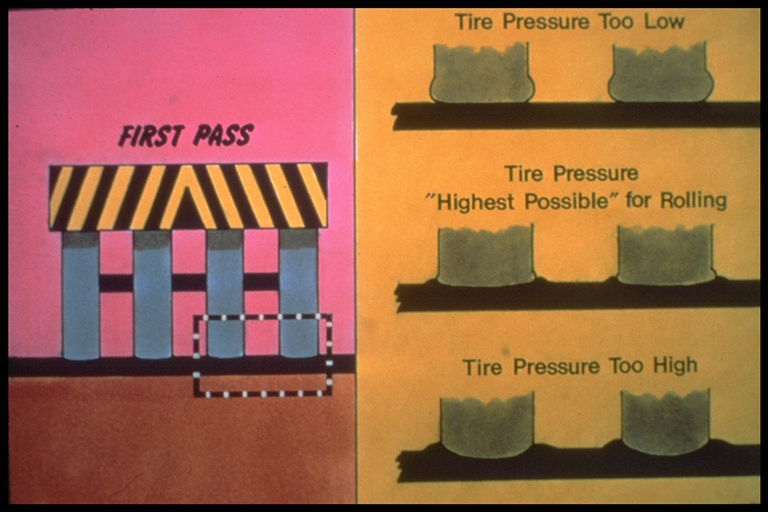 FIRST PASS
Tire Pressure Too Low
Tire Pressure
"Highest Possible" for Rolling
Tire Pressure Too High